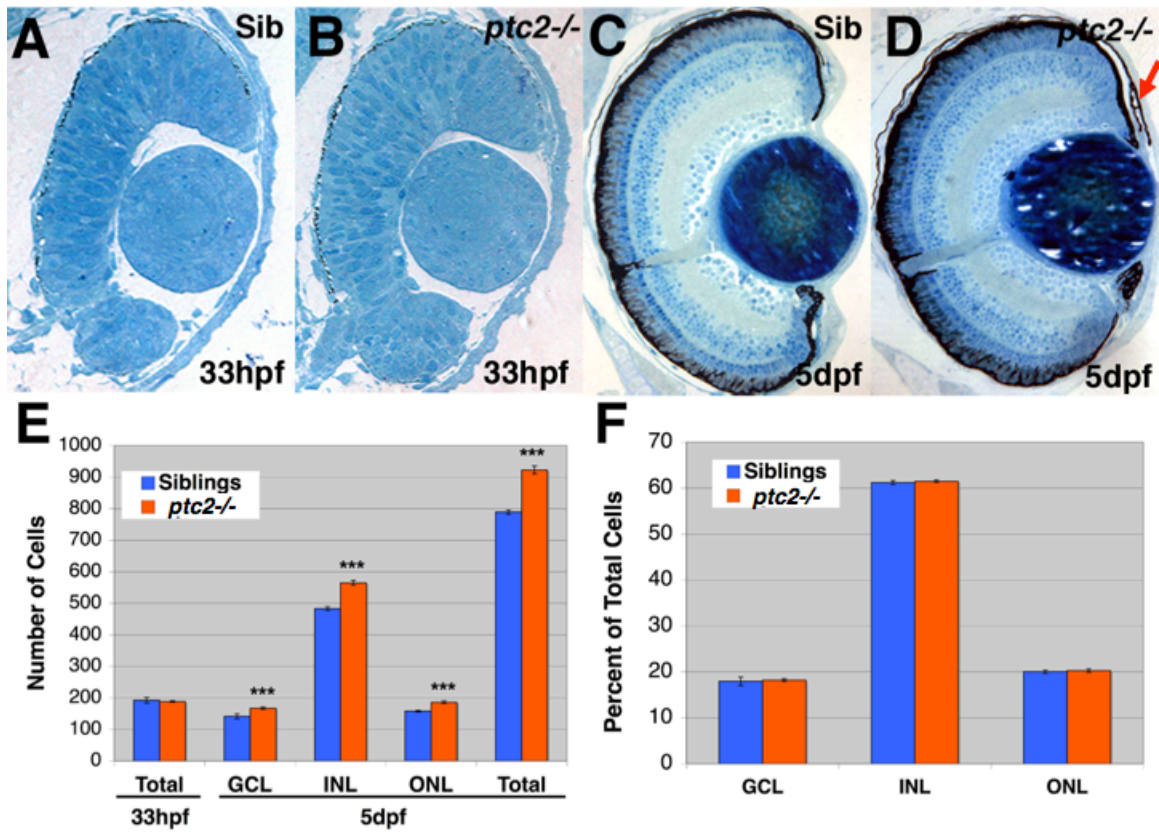 A
Sib
33hpf
B
ptc2-/-
33hpf
C
Sib
5dpf
D
ptc2-/-
5dpf
E
Number of Cells
1000
900
800
700
600
500
400
300
200
100
0
Siblings
ptc2-/-
***
***
***
***
Total
GCL
INL
ONL
Total
33hpf
5dpf
F
Percent of Total Cells
70
60
50
40
30
20
10
0
Siblings
ptc2-/-
GCL
INL
ONL